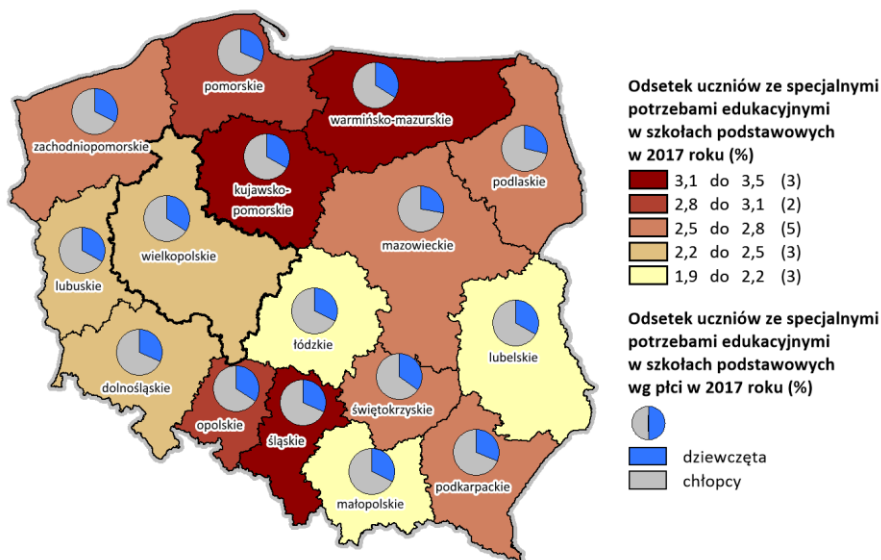 pomorskie
warmińsko-mazurskie
zachodniopomorskie
podlaskie
kujawsko-
pomorskie
mazowieckie
wielkopolskie
lubuskie
łódzkie
lubelskie
dolnośląskie
świętokrzyskie
opolskie
śląskie
podkarpackie
małopolskie
Odsetek uczniów ze specjalnymi
potrzebami edukacyjnymi
w szkołach podstawowych
w 2017 roku (%)
3,1 do 3,5 (3)
2,8 do 3,1 (2)
2,5 do 2,8 (5)
2,2 do 2,5 (3)
1,9 do 2,2 (3)
Odsetek uczniów ze specjalnymi
potrzebami edukacyjnymi
w szkołach podstawowych
wg płci w 2017 roku (%)
dziewczęta
chłopcy